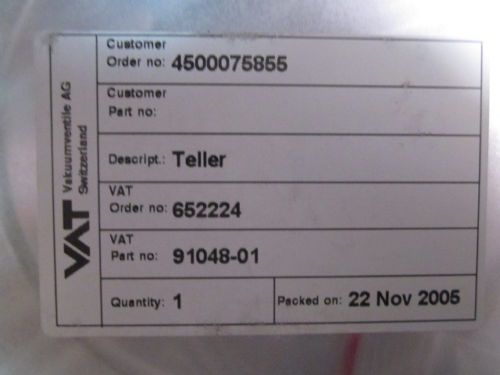 VAT Vakuumventile AG
Switzerland
Customer
Order no: 4500075855
Customer
Part no:
Descript.: Teller
VAT
Order no: 652224
VAT
Part no: 91048-01
Quantity: 1
Packed on: 22 Nov 2005